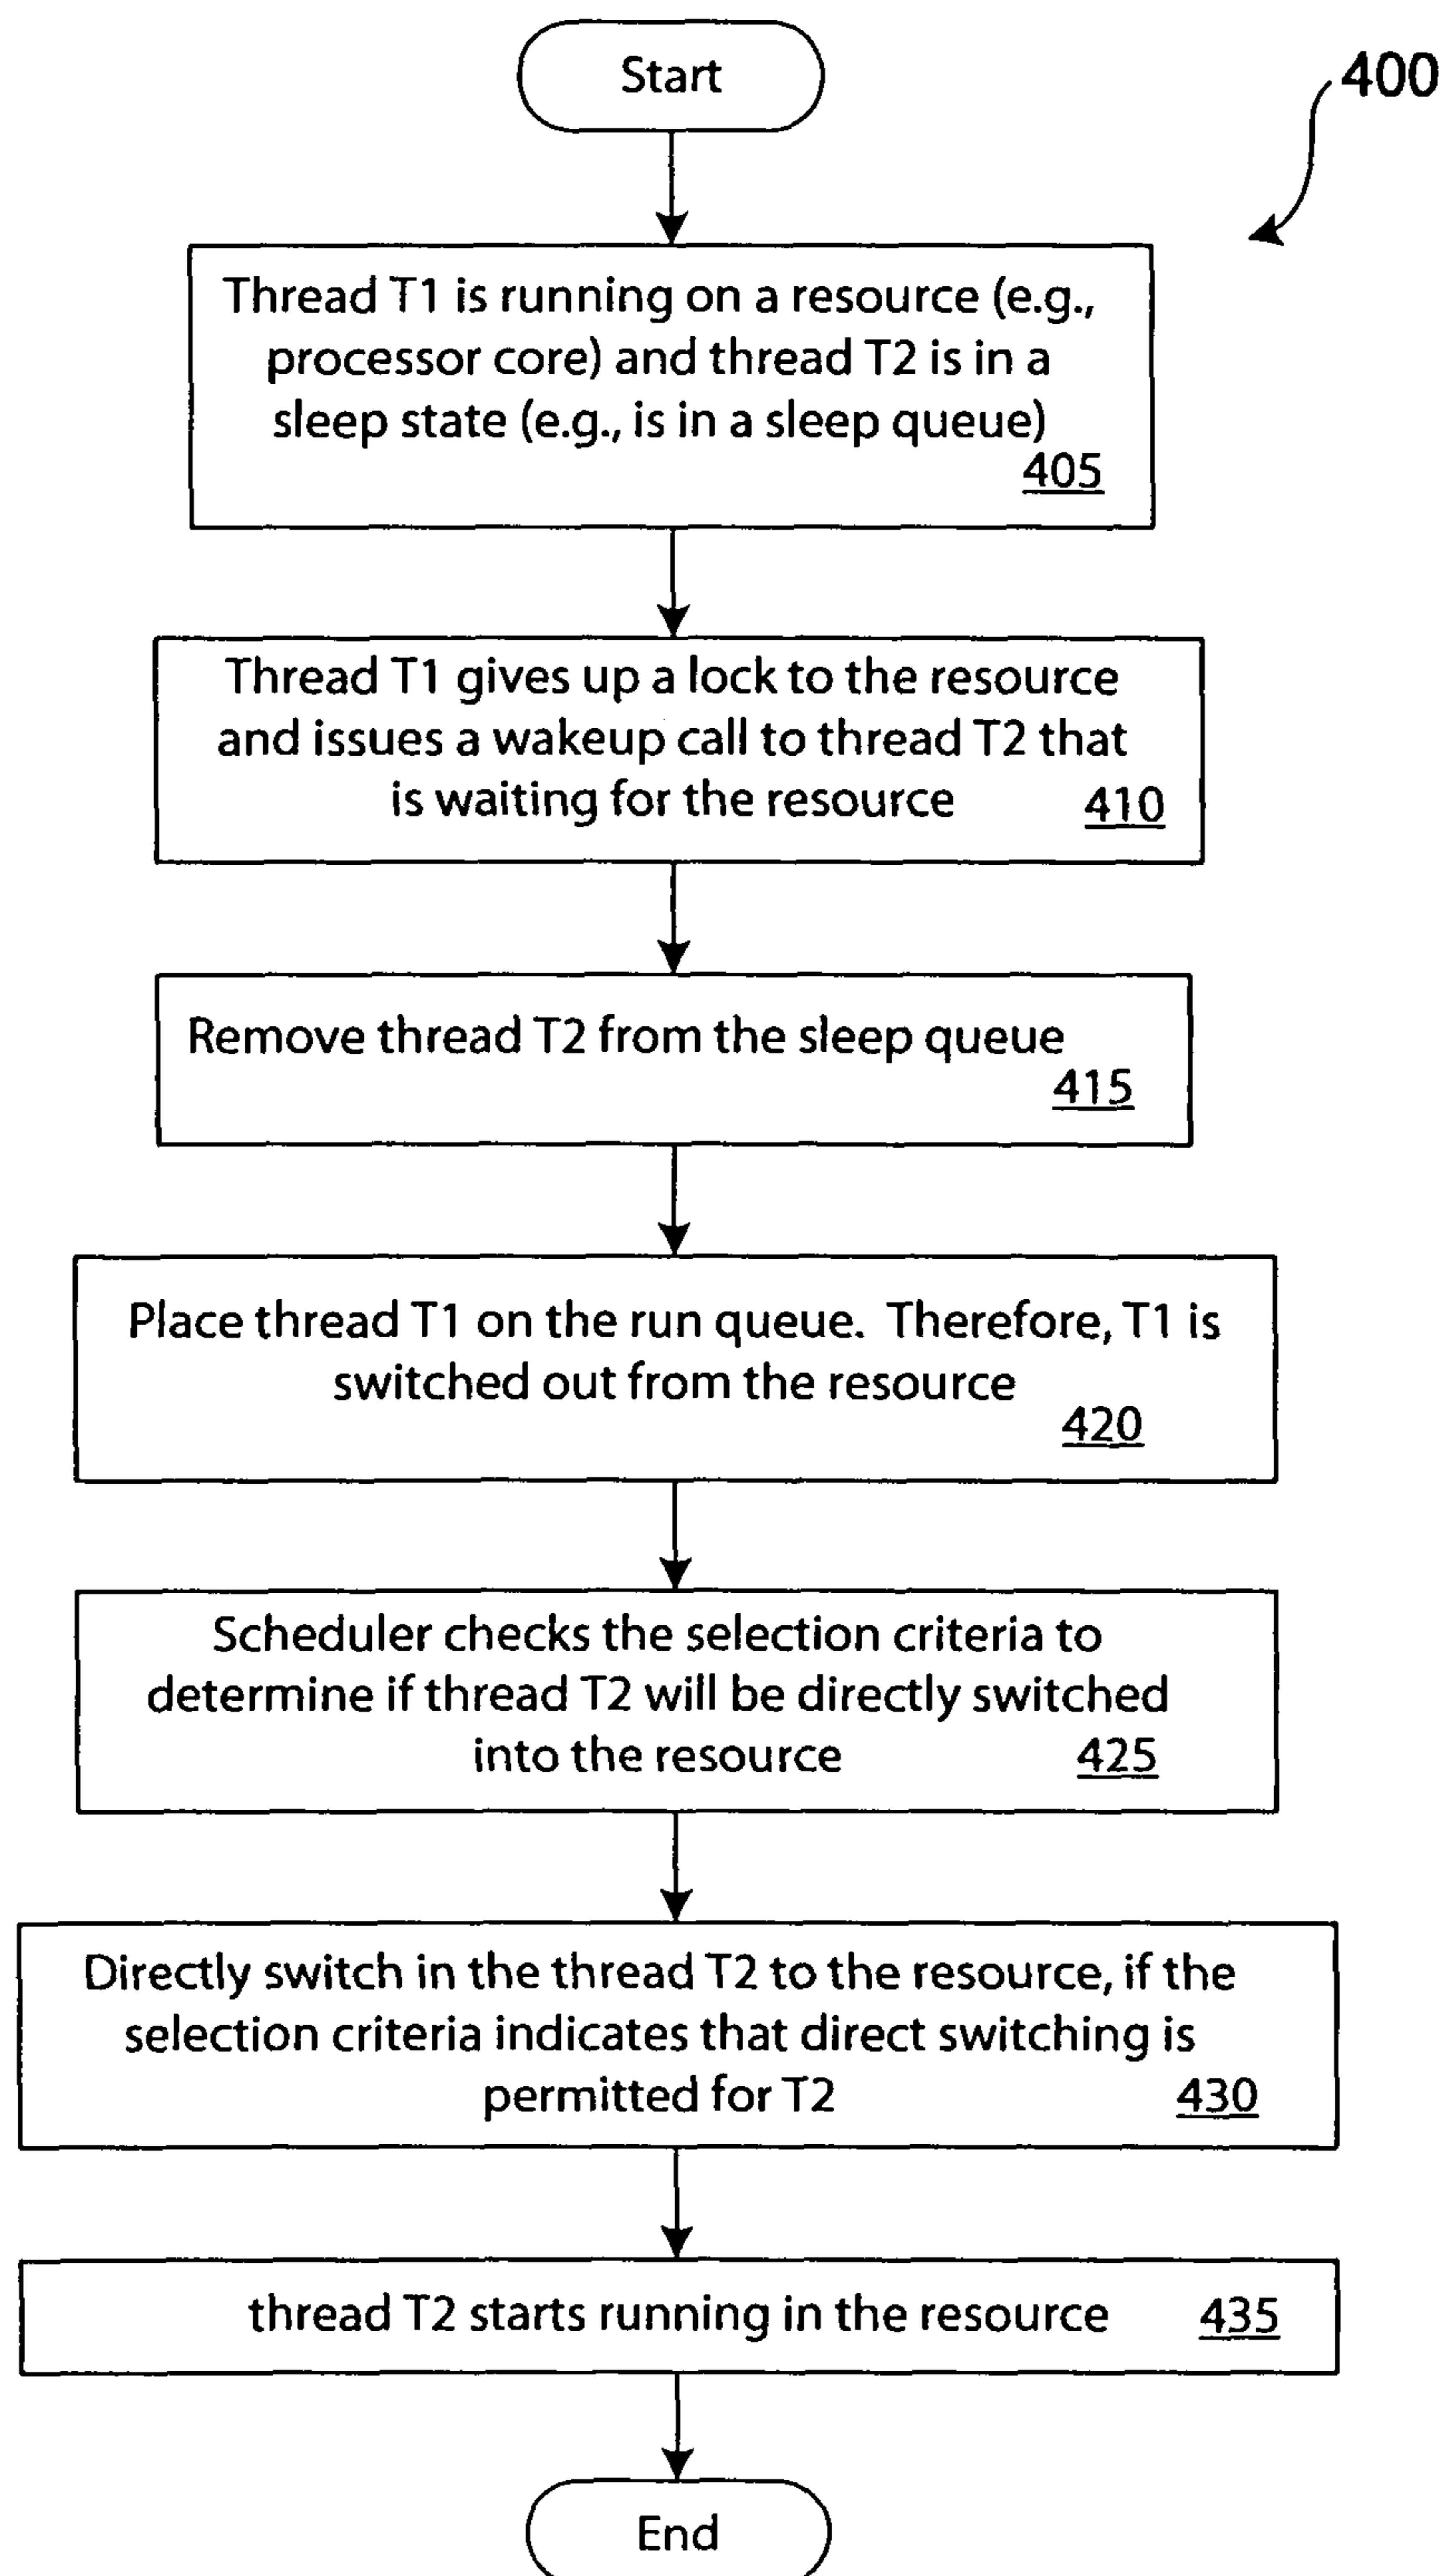 Start
400
Thread T1 is running on a resource (e.g.,
processor core) and thread T2 is in a
sleep state (e.g., is in a sleep queue)
405
Thread T1 gives up a lock to the resource
and issues a wakeup call to thread T2 that
is waiting for the resource 410
Remove thread T2 from the sleep queue
415
Place thread T1 on the run queue. Therefore, T1 is
switched out from the resource
420
Scheduler checks the selection criteria to
determine if thread T2 will be directly switched
into the resource 425
Directly switch in the thread T2 to the resource, if the
selection criteria indicates that direct switching is
permitted for T2 430
thread T2 starts running in the resource 435
End